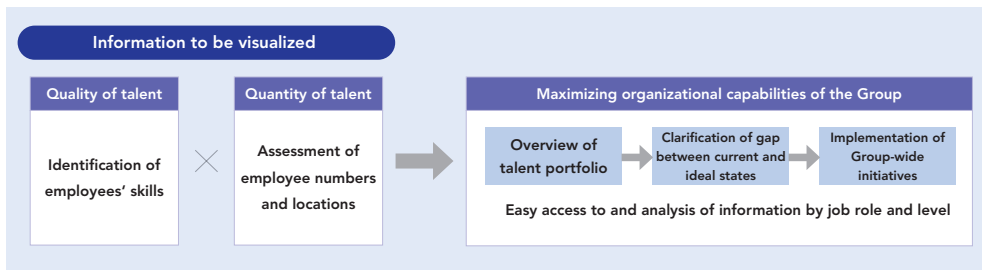 Information to be visualized
Quality of talent
Identification of
employees’ skills
Quantity of talent
Assessment of
employee numbers
and locations
Maximizing organizational capabilities of the Group
Overview of
talent portfolio
Clarification of gap
between current and
ideal states
Implementation of
Group-wide
initiatives
Easy access to and analysis of information by job role and level